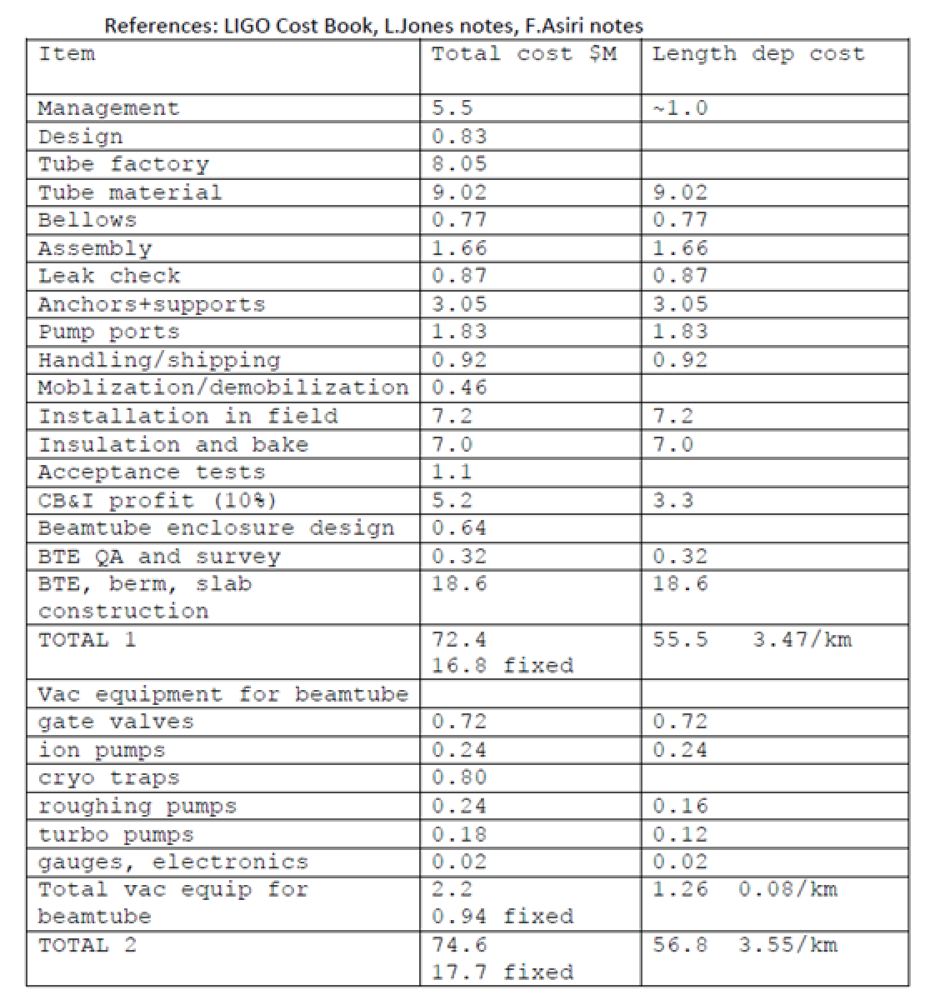 References: LIGO Cost Book, L.Jones notes, F.Asiri notes
Item Total cost $M Length dep cost
Management 5.5 ~1.0
Design 0.83
Tube factory 8.05
Tube material 9.02 9.02
Bellows 0.77 0.77
Assembly 1.66 1.66
Leak check 0.87 0.87
Anchors+supports 3.05 3.05
Pump ports 1.83 1.83
Handling/shipping 0.92 0.92
Moblization/demobilization 0.46
Installation in field 7.2 7.2
Insulation and bake 7.0 7.0
Acceptance tests 1.1
CB&I profit (10%) 5.2 3.3
Beamtube enclosure design 0.64
BTE QA and survey 0.32 0.32
BTE, berm, slab 18.6 18.6
construction
TOTAL 1 72.4 55.5 3.47/km
16.8 fixed
Vac equipment for beamtube
gate valves 0.72 0.72
ion pumps 0.24 0.24
cryo traps 0.80
roughing pumps 0.24 0.16
turbo pumps 0.18 0.12
gauges, electronics 0.02 0.02
Total vac equip for 2.2 1.26 0.08/km
beamtube 0.94 fixed
TOTAL 2 74.6 56.8 3.55/km
17.7 fixed